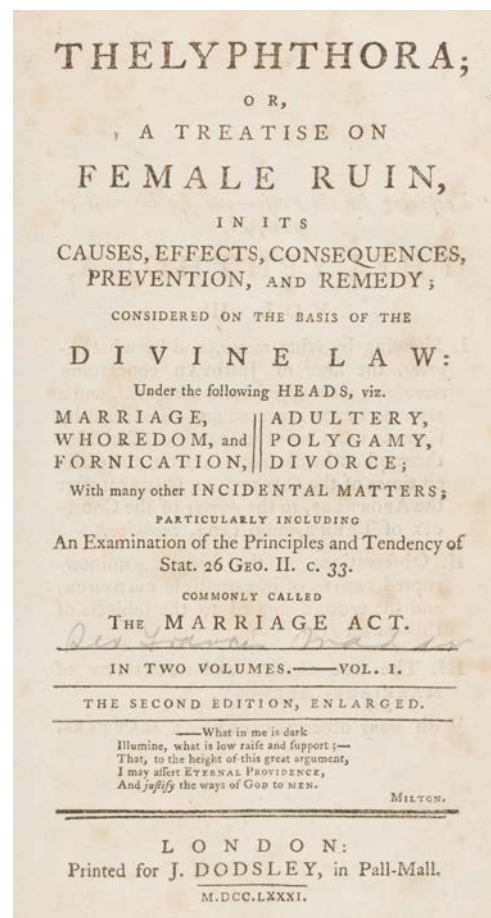 THELYPHTHORA;
OR,
A TREATISE ON
FEMALE RUIN,
IN ITS
CAUSES, EFFECTS, CONSEQUENCES,
PREVENTION, AND REMEDY;
CONSIDERED ON THE BASIS OF THE
DIVINE LAW:
Under the following HEADS, viz.
MARRIAGE, || ADULTERY,
WHOREDOM, and || POLYGAMY,
FORNICATION, || DIVORCE;
With many other INCIDENTAL MATTERS;
PARTICULARLY INCLUDING
An Examination of the Principles and Tendency of
Stat. 26 GEO. II. c. 33.
COMMONLY CALLED
THE MARRIAGE ACT.
IN TWO VOLUMES.——VOL. I.
THE SECOND EDITION, ENLARGED.
——What in me is dark
Illumine, what is low raiſe and ſupport;—
That, to the height of this great argument,
I may aſſert ETERNAL PROVIDENCE,
And juſtify the ways of GOD to MEN.
MILTON.
LONDON:
Printed for J. DODSLEY, in Pall-Mall.
M.DCC.LXXXI.